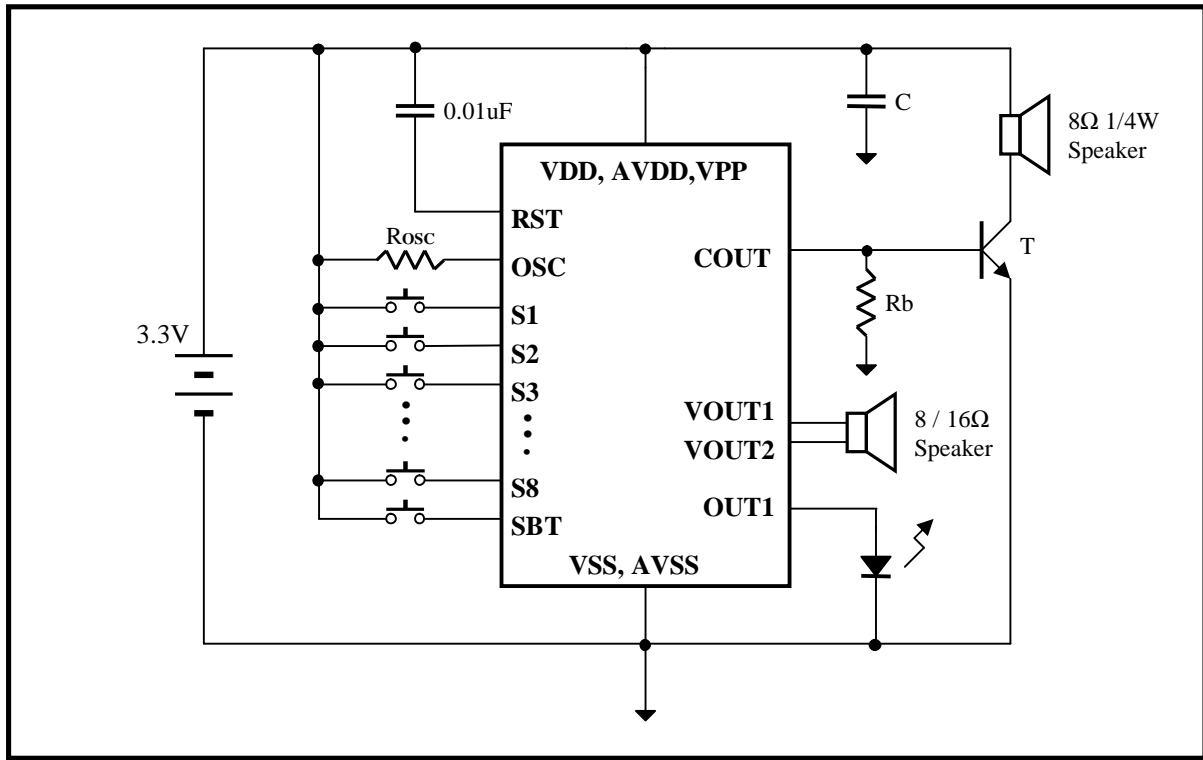 0.01uF
C
8Ω 1/4W
Speaker
VDD, AVDD,VPP
RST
Rosc
OSC
COUT
T
S1
Rb
3.3V
S2
S3
VOUT1
8 / 16Ω
VOUT2
Speaker
S8
OUT1
SBT
VSS, AVSS